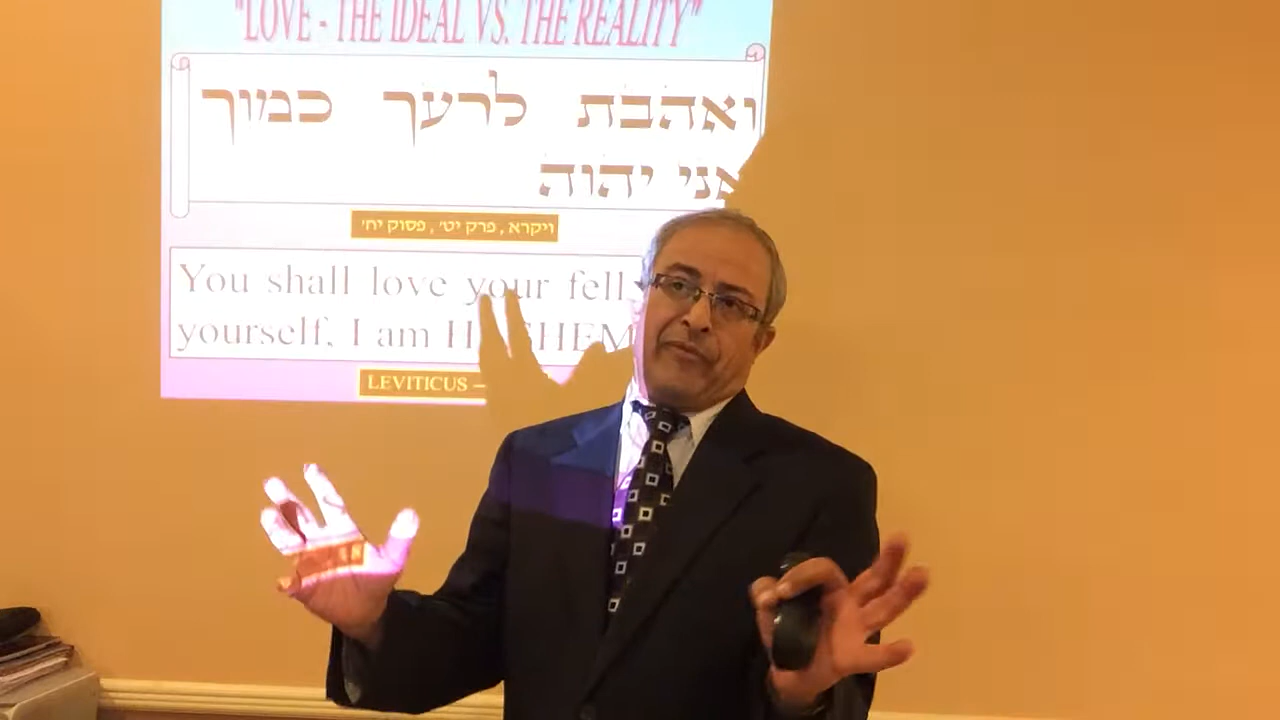 "LOVE - THE IDEAL VS. THE REALITY"
ואהבת לרעך כמוך
אני יהוה
ויקרא, פרק יט', פסוק יח'
You shall love your
yourself, I am
LEVITICUS –